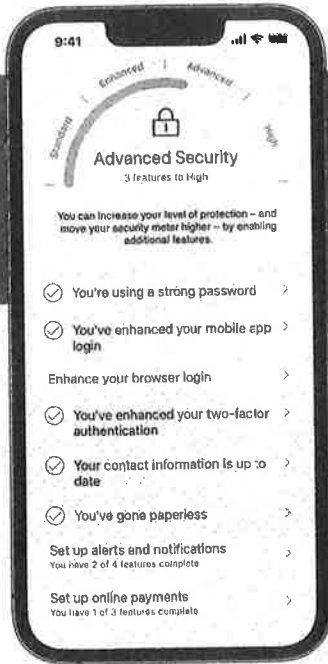 9:41
Standard | Enhanced | Advanced | High
Advanced Security
3 features to High
You can increase your level of protection – and
move your security meter higher – by enabling
additional features.
You're using a strong password
You've enhanced your mobile app
login
Enhance your browser login
You've enhanced your two-factor
authentication
Your contact information is up to
date
You've gone paperless
Set up alerts and notifications
You have 2 of 4 features complete
Set up online payments
You have 1 of 3 features complete